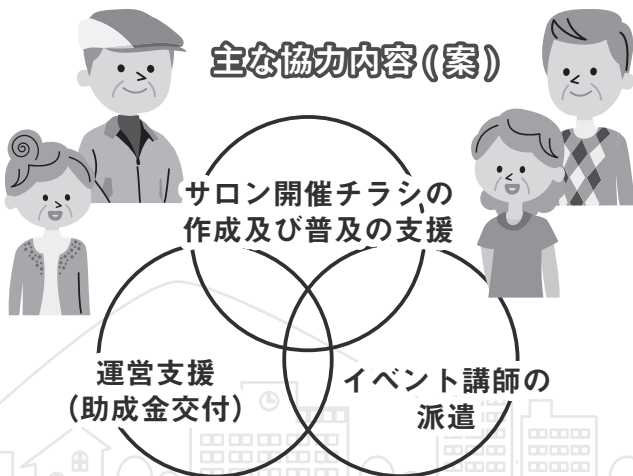 主な協力内容(案)
サロン開催チラシの
作成及び普及の支援
運営支援
(助成金交付)
イベント講師の
派遣